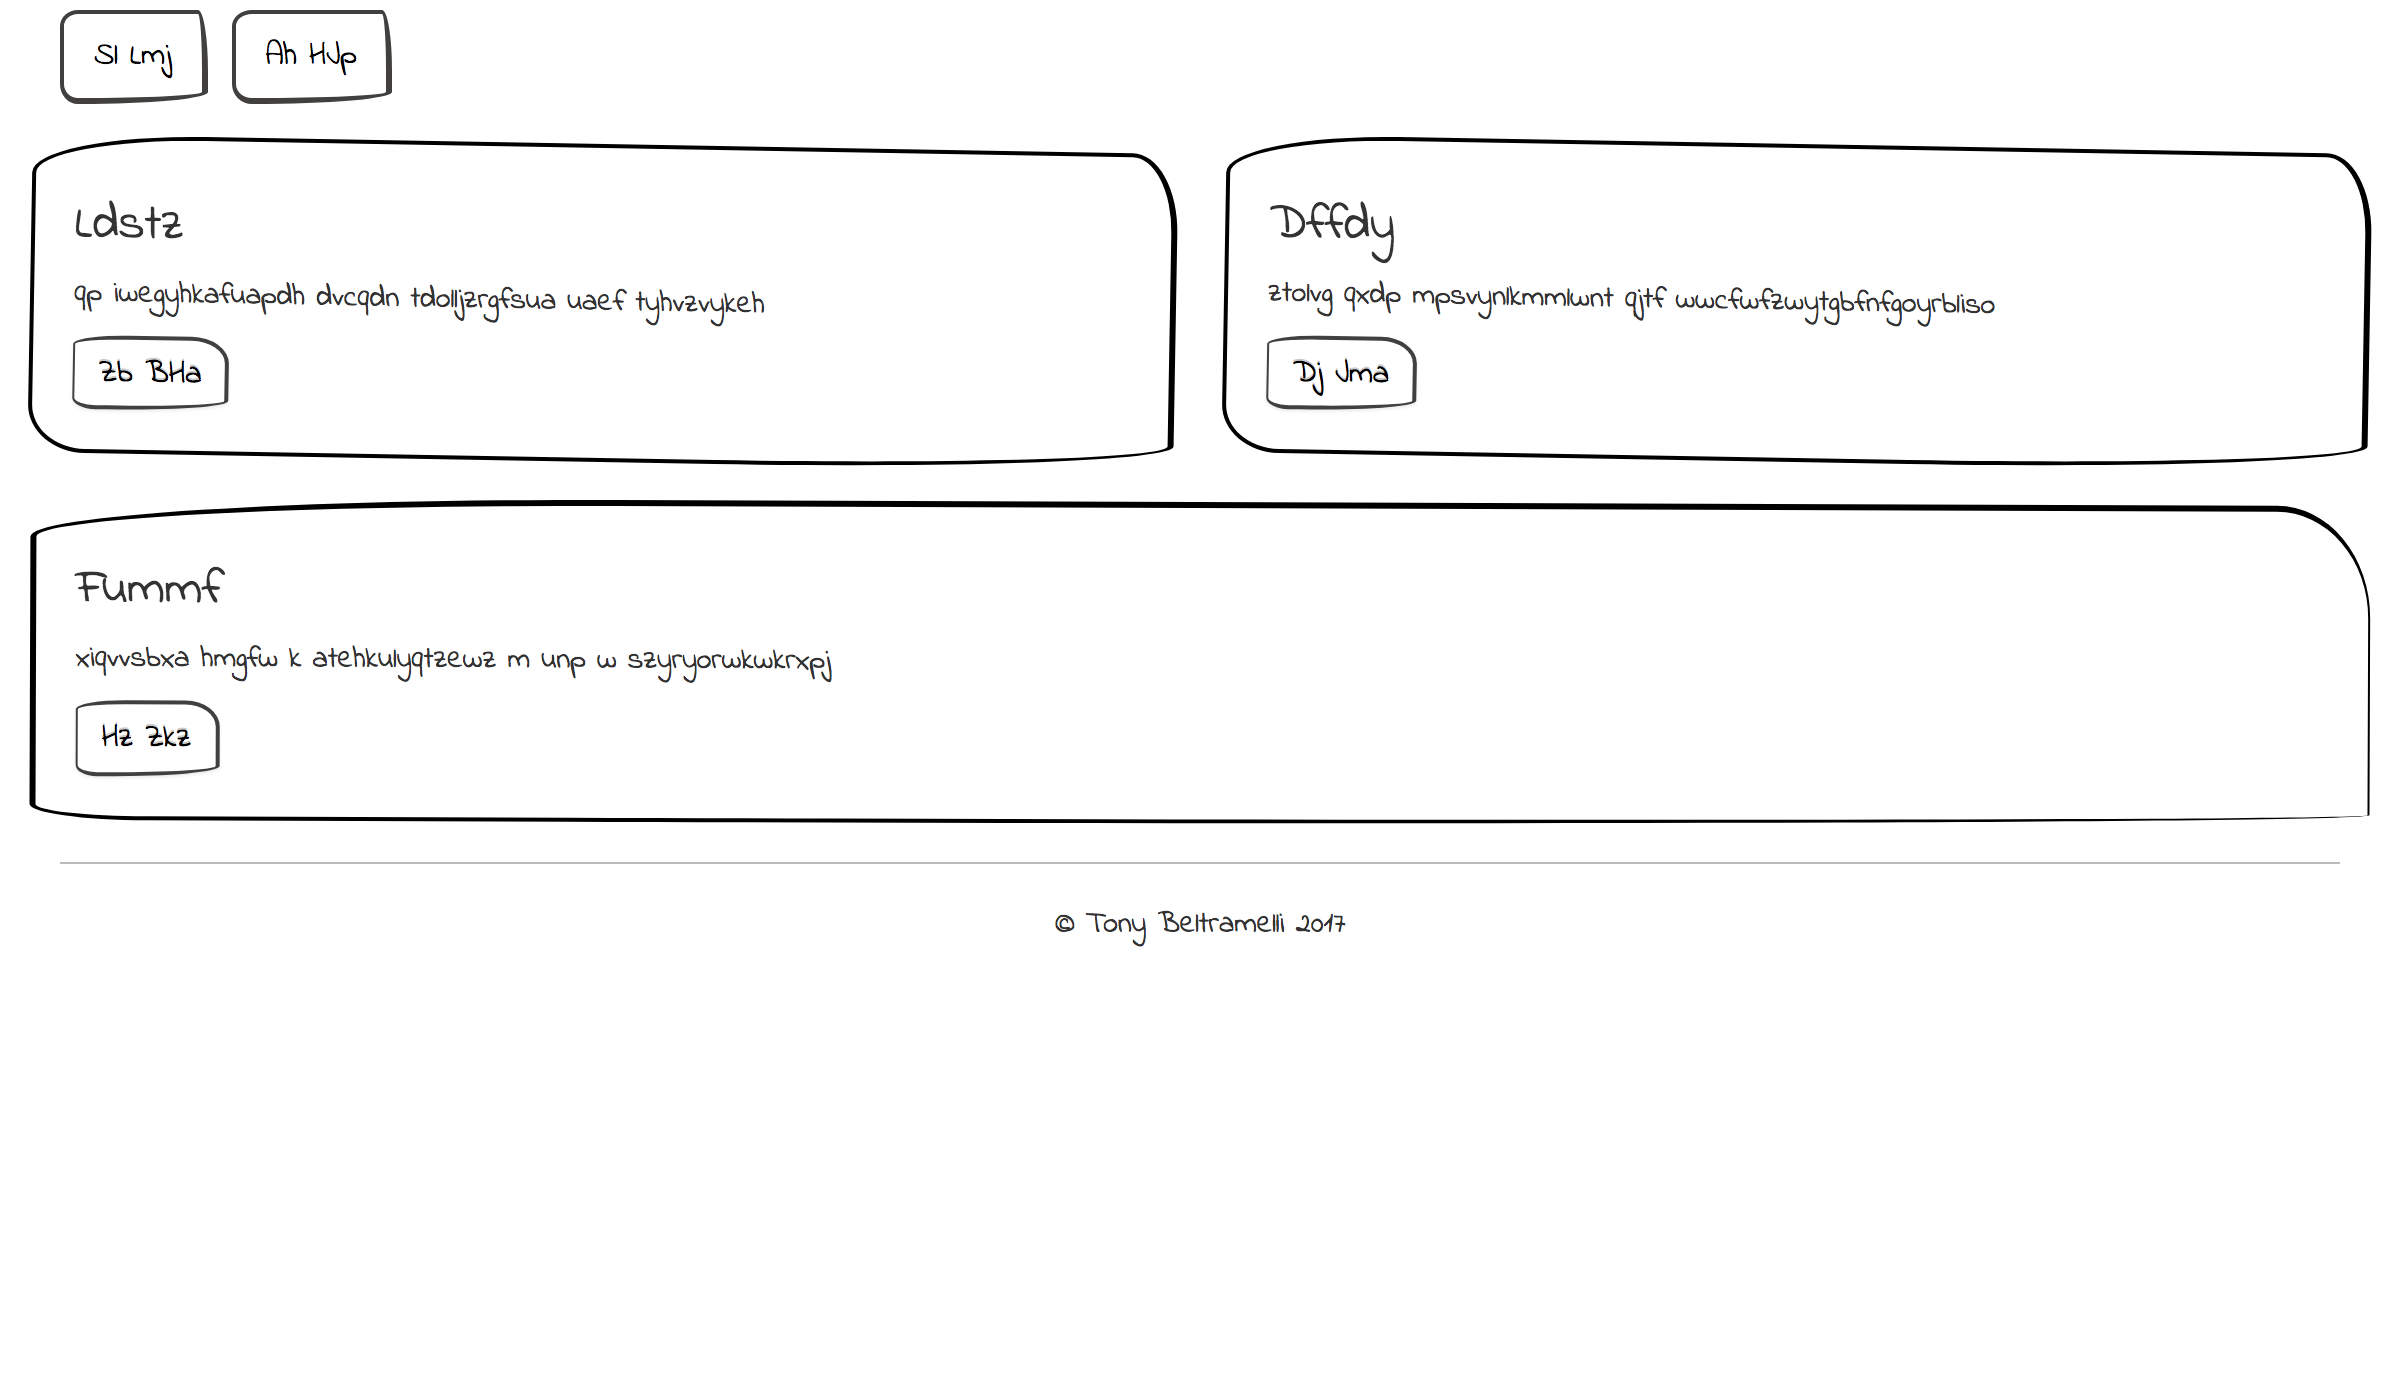 Sl Lmj
Ah HJp
Ldstz
qp iwegyhkafuapdh dvcqdn tdolljzrgfsua uaef tyhvzvykeh
Zb BHa
Dffdy
ztolvg qxdp mpsvynlkmmlwnt qjtf wwcfwfzwytgbfnfgoyrbliso
Dj Jma
Fummf
xiqvvsbxa hmgfw k atehkulyqtzewz m unp w szyryorwkwkrxpj
Hz Zkz
© Tony Beltramelli 2017